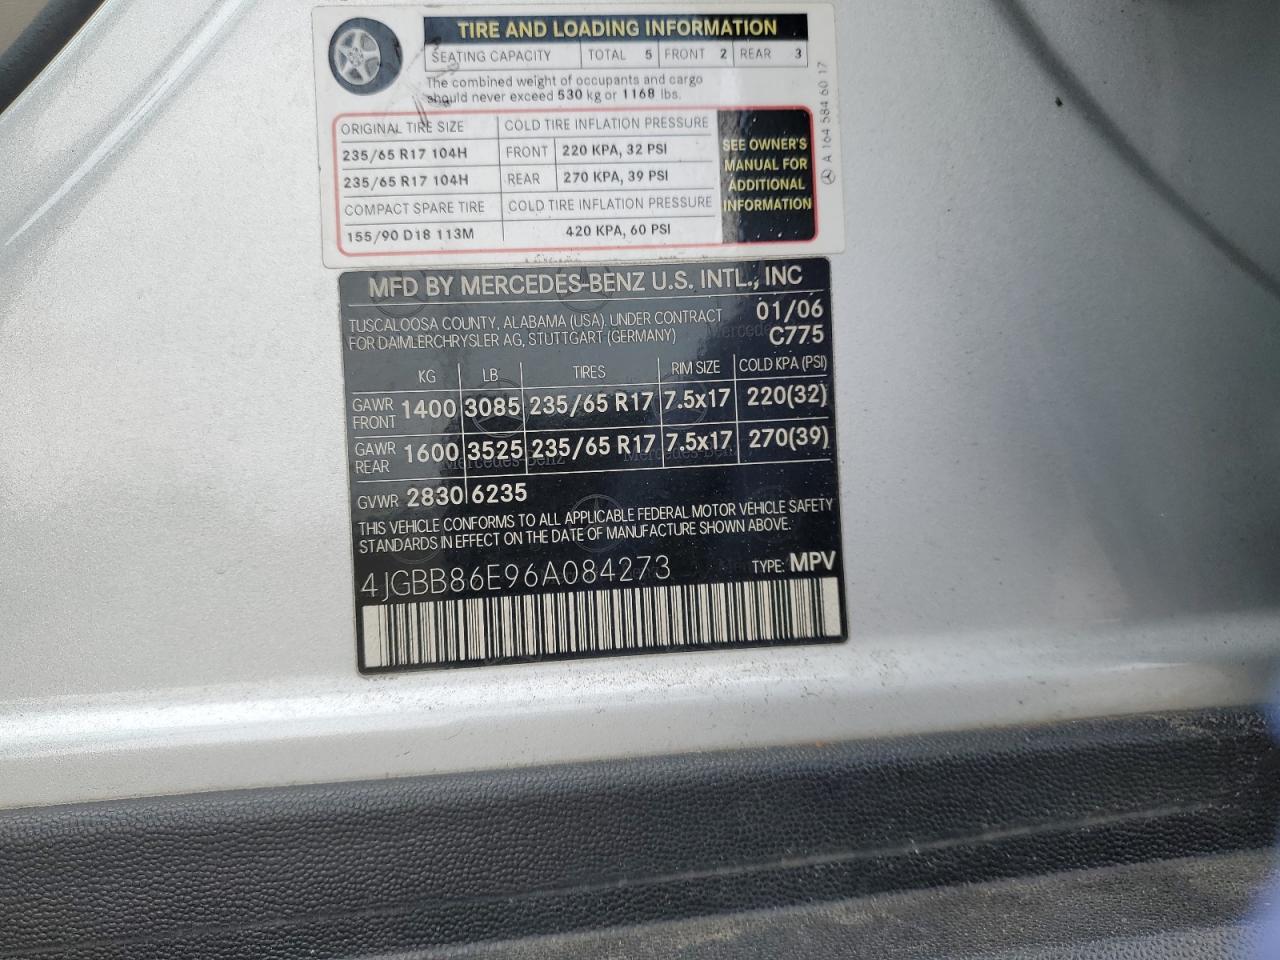 TIRE AND LOADING INFORMATION
SEATING CAPACITY TOTAL 5 FRONT 2 REAR 3
The combined weight of occupants and cargo
should never exceed 530 kg or 1168 lbs.
ORIGINAL TIRE SIZE COLD TIRE INFLATION PRESSURE
235/65 R17 104H FRONT 220 KPA, 32 PSI
235/65 R17 104H REAR 270 KPA, 39 PSI
COMPACT SPARE TIRE COLD TIRE INFLATION PRESSURE
155/90 D18 113M 420 KPA, 60 PSI
SEE OWNER'S
MANUAL FOR
ADDITIONAL
INFORMATION
A 164 584 60 17
MFD BY MERCEDES-BENZ U.S. INTL., INC
TUSCALOOSA COUNTY, ALABAMA (USA). UNDER CONTRACT 01/06
FOR DAIMLERCHRYSLER AG, STUTTGART (GERMANY) C775
KG LB TIRES RIM SIZE COLD KPA (PSI)
GAWR FRONT 1400 3085 235/65 R17 7.5x17 220(32)
GAWR REAR 1600 3525 235/65 R17 7.5x17 270(39)
GVWR 2830 6235
THIS VEHICLE CONFORMS TO ALL APPLICABLE FEDERAL MOTOR VEHICLE SAFETY
STANDARDS IN EFFECT ON THE DATE OF MANUFACTURE SHOWN ABOVE.
4JGBB86E96A084273 TYPE: MPV